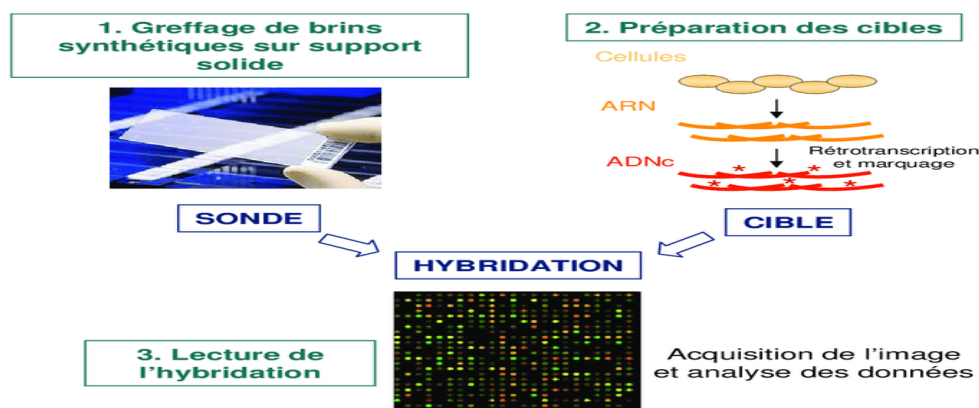 1. Greffage de brins
synthétiques sur support
solide
2. Préparation des cibles
Cellules
ARN
Rétrotranscription
et marquage
ADNc
SONDE
CIBLE
HYBRIDATION
3. Lecture de
l'hybridation
Acquisition de l'image
et analyse des données